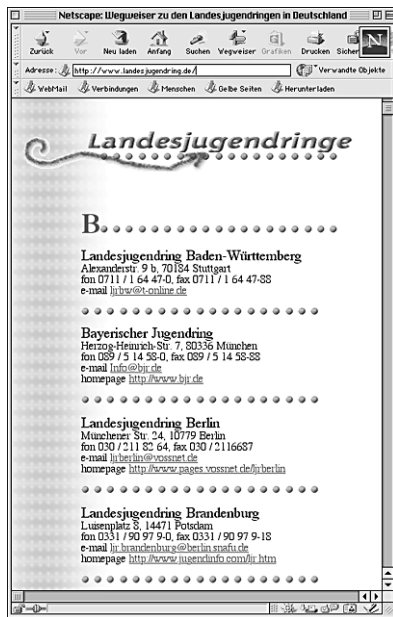 Netscape: Wegweiser zu den Landesjugendringen in Deutschland
Zurück Vor Neu laden Anfang Suchen Wegweiser Grafiken Drucken Sicher N
Adresse: http://www.landesjugendring.de/ Verwandte Objekte
WebMail Verbindungen Menschen Gelbe Seiten Herunterladen
Landesjugendringe
B
Landesjugendring Baden-Württemberg
Alexanderstr. 9 b, 70184 Stuttgart
fon 0711 / 1 64 47-0, fax 0711 / 1 64 47-88
e-mail ljrbw@t-online.de
Bayerischer Jugendring
Herzog-Heinrich-Str. 7, 80336 München
fon 089 / 5 14 58-0, fax 089 / 5 14 58-88
e-mail Info@bjr.de
homepage http://www.bjr.de
Landesjugendring Berlin
Münchener Str. 24, 10779 Berlin
fon 030 / 211 82 64, fax 030 / 2116687
e-mail ljrberlin@vossnet.de
homepage http://www.pages.vossnet.de/ljrberlin
Landesjugendring Brandenburg
Luisenplatz 8, 14471 Potsdam
fon 0331 / 90 97 9-0, fax 0331 / 90 97 9-18
e-mail ljr.brandenburg@berlin.snafu.de
homepage http://www.jugendinfo.com/ljr.htm